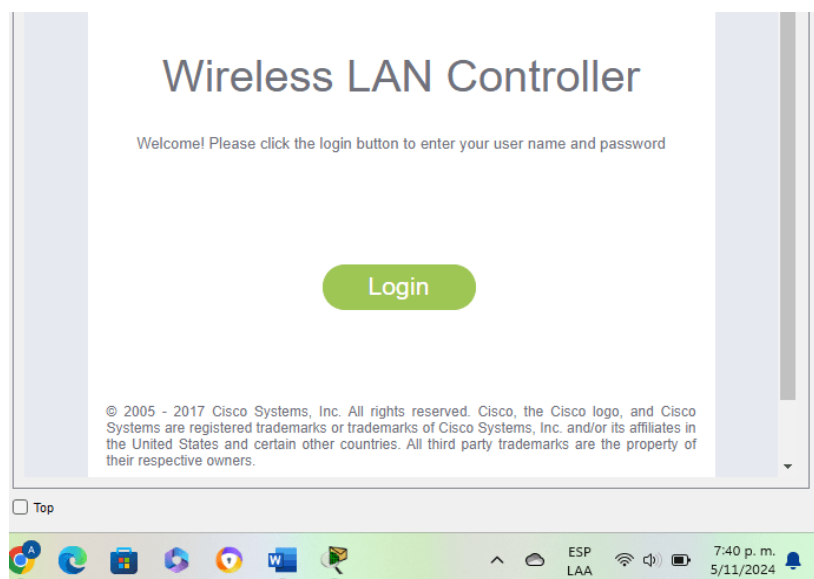 Wireless LAN Controller
Welcome! Please click the login button to enter your user name and password
Login
© 2005 - 2017 Cisco Systems, Inc. All rights reserved. Cisco, the Cisco logo, and Cisco
Systems are registered trademarks or trademarks of Cisco Systems, Inc. and/or its affiliates in
the United States and certain other countries. All third party trademarks are the property of
their respective owners.
Top
A
W
ESP
LAA
7:40 p. m.
5/11/2024